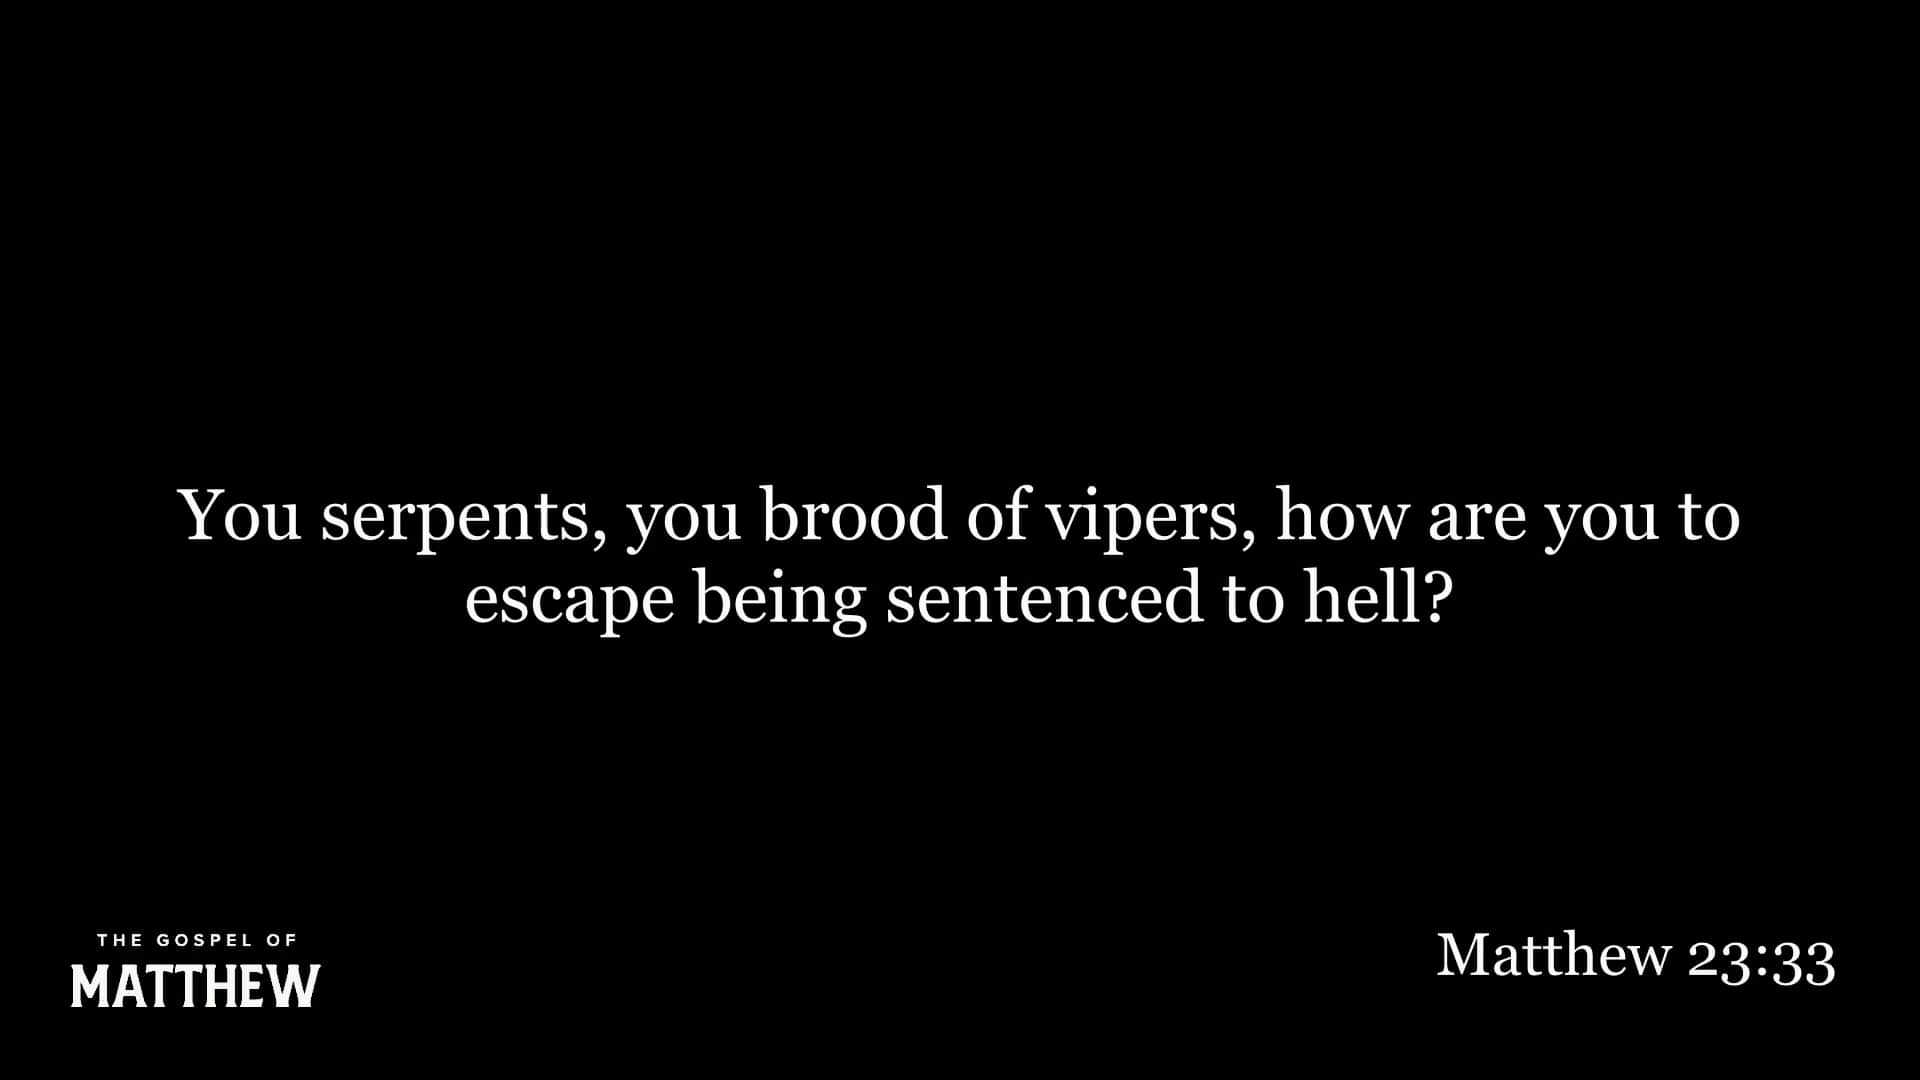 You serpents, you brood of vipers, how are you to
escape being sentenced to hell?
THE GOSPEL OF
MATTHEW
Matthew 23:33